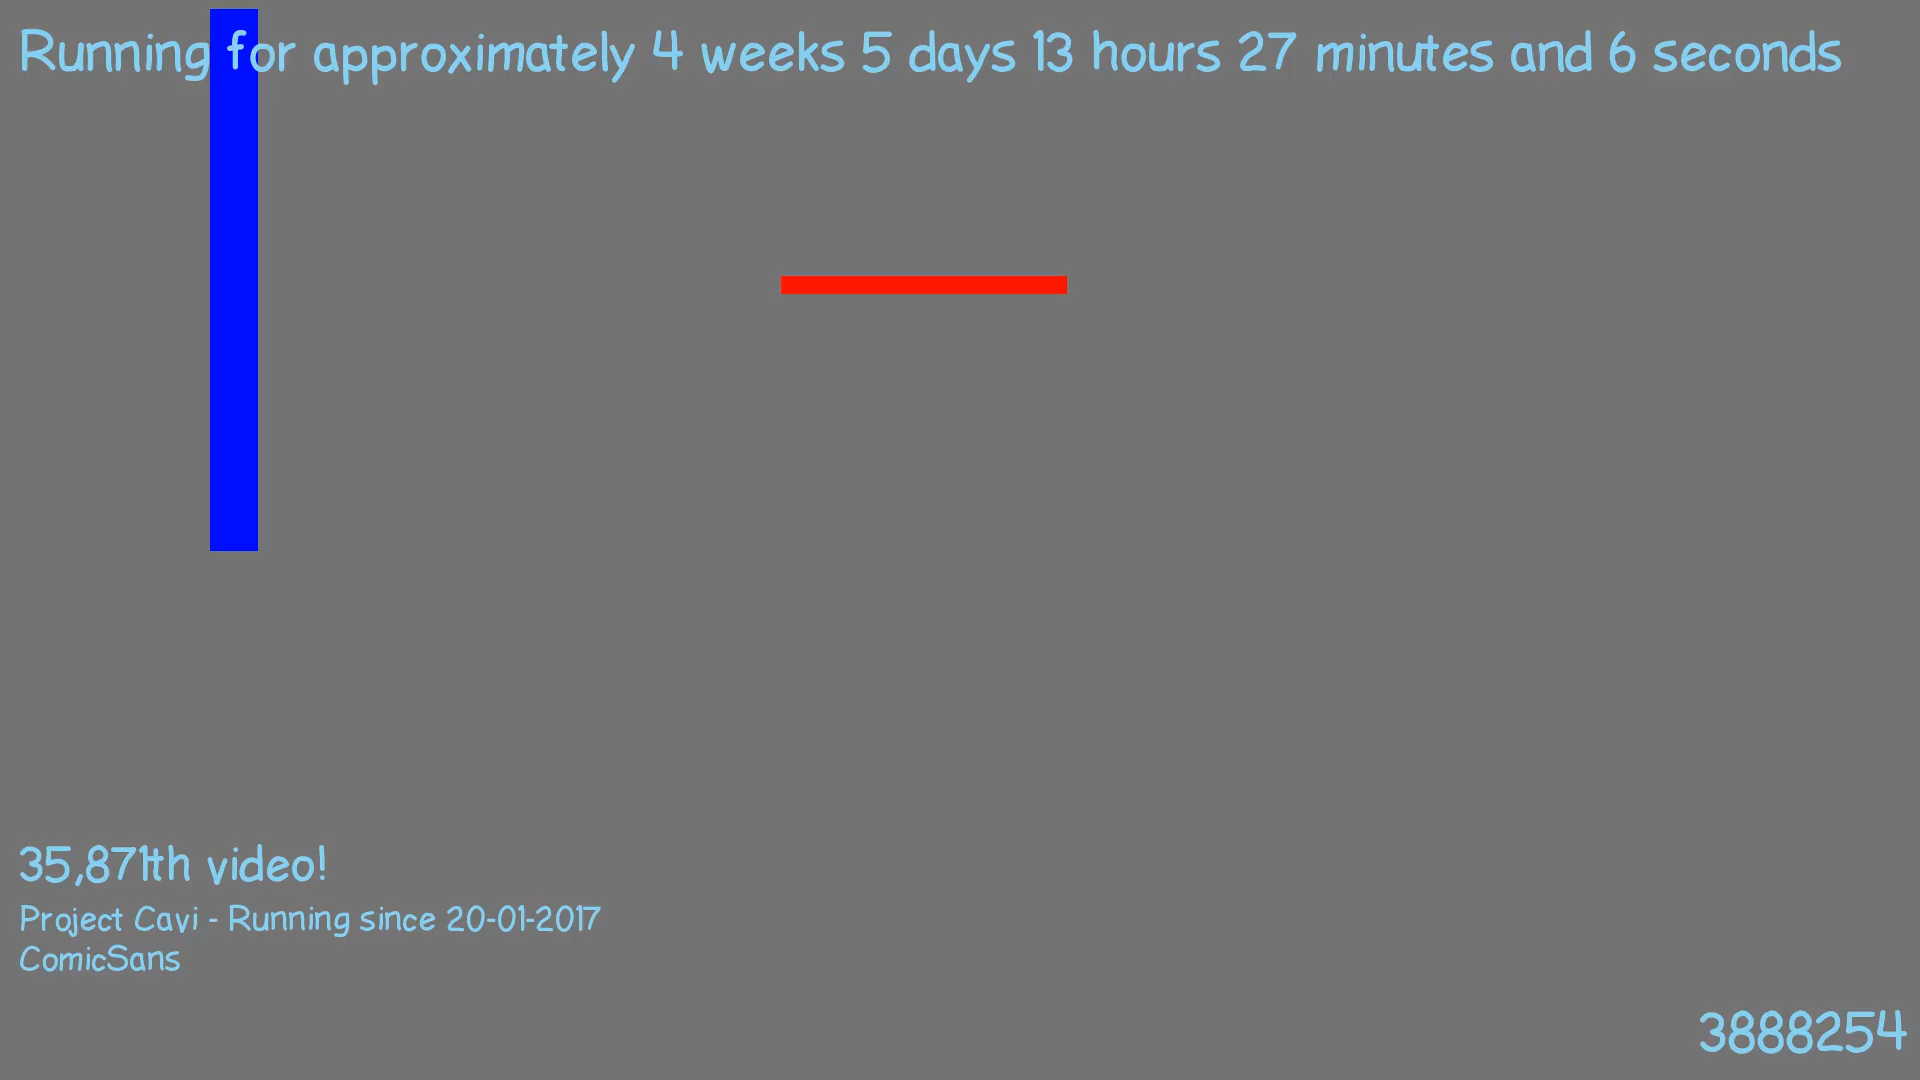 Running for approximately 4 weeks 5 days 13 hours 27 minutes and 6 seconds
35,871th video!
Project Cavi - Running since 20-01-2017
ComicSans
3888254